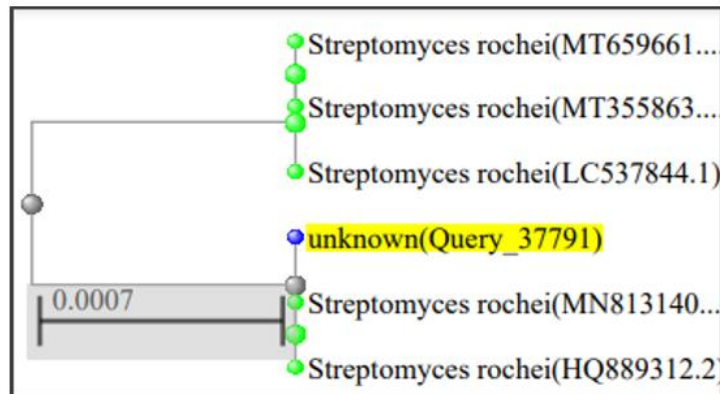 Streptomyces rochei(MT659661...
Streptomyces rochei(MT355863...
Streptomyces rochei(LC537844.1)
unknown(Query_37791)
0.0007
Streptomyces rochei(MN813140...
Streptomyces rochei(HQ889312.2)